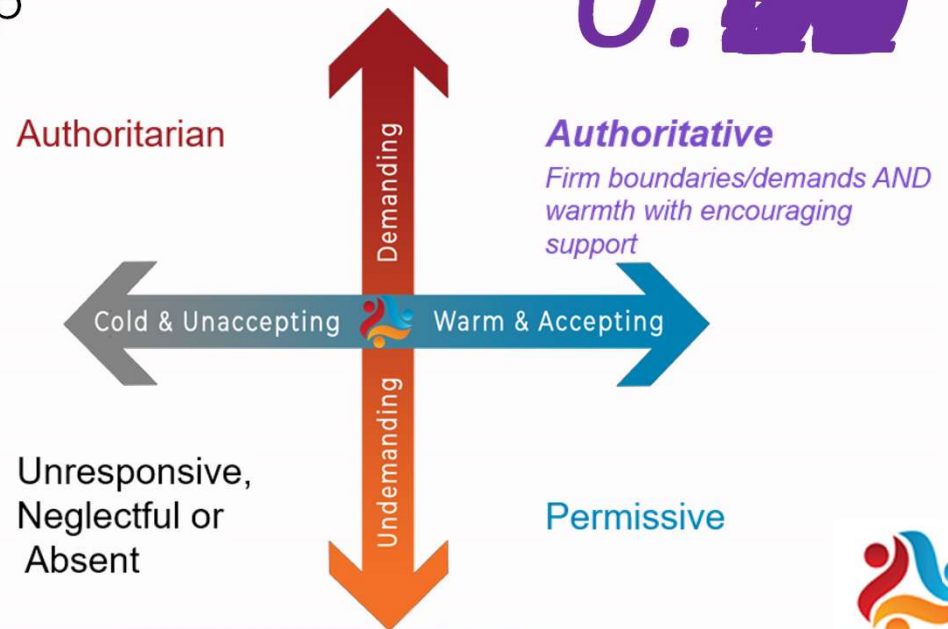 Authoritarian
Demanding
Authoritative
Firm boundaries/demands AND
warmth with encouraging
support
Cold & Unaccepting
Warm & Accepting
Undemanding
Unresponsive,
Neglectful or
Absent
Permissive